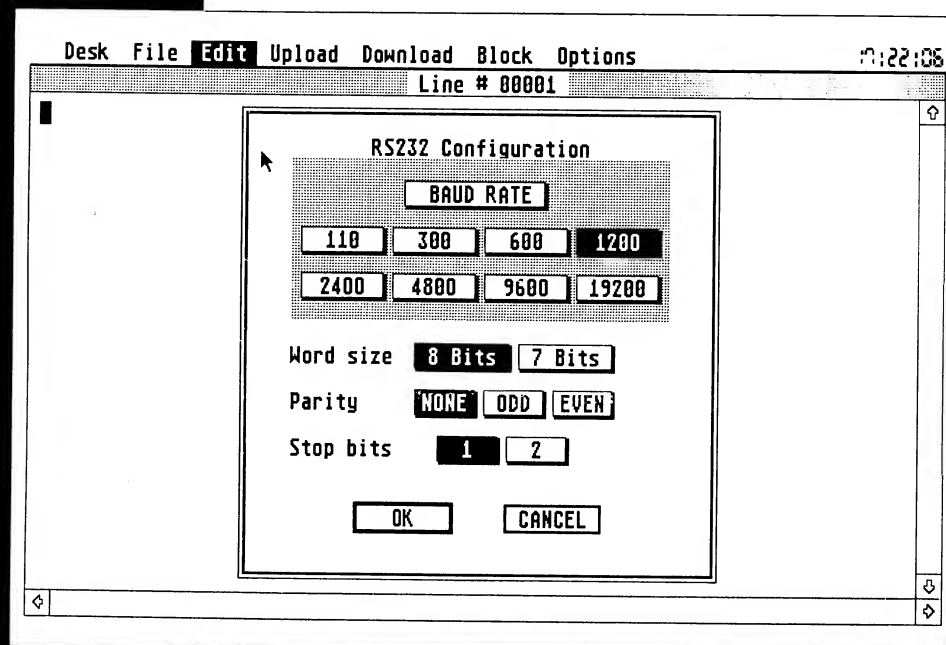 Desk File Edit Upload Download Block Options
Line # 00001
RS232 Configuration
BAUD RATE
110 300 600 1200
2400 4800 9600 19200
Word size 8 Bits 7 Bits
Parity NONE ODD EVEN
Stop bits 1 2
OK CANCEL